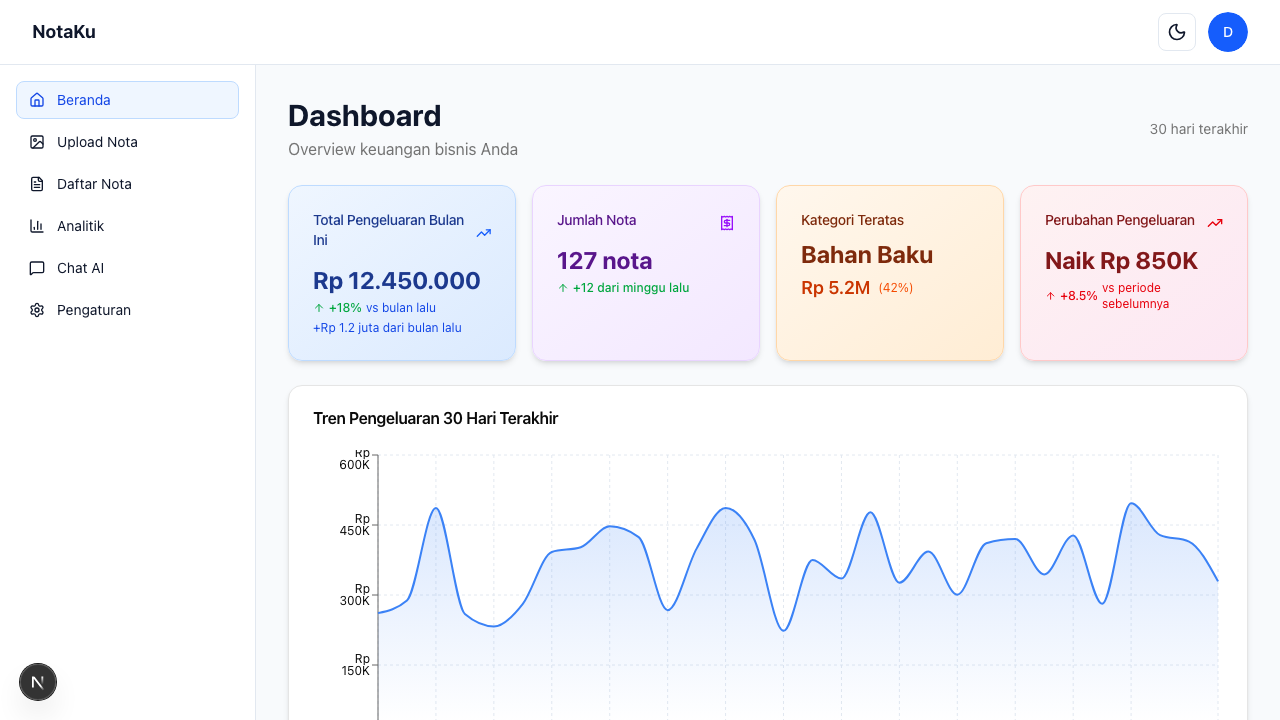 NotaKu
D
Beranda
Upload Nota
Daftar Nota
Analitik
Chat AI
Pengaturan
N
Dashboard
Overview keuangan bisnis Anda
30 hari terakhir
Total Pengeluaran Bulan
Ini
Rp 12.450.000
↑ +18% vs bulan lalu
+Rp 1.2 juta dari bulan lalu
Jumlah Nota
127 nota
↑ +12 dari minggu lalu
Kategori Teratas
Bahan Baku
Rp 5.2M (42%)
Perubahan Pengeluaran
Naik Rp 850K
↑ +8.5% vs periode
sebelumnya
Tren Pengeluaran 30 Hari Terakhir
Rp
600K
Rp
450K
Rp
300K
Rp
150K